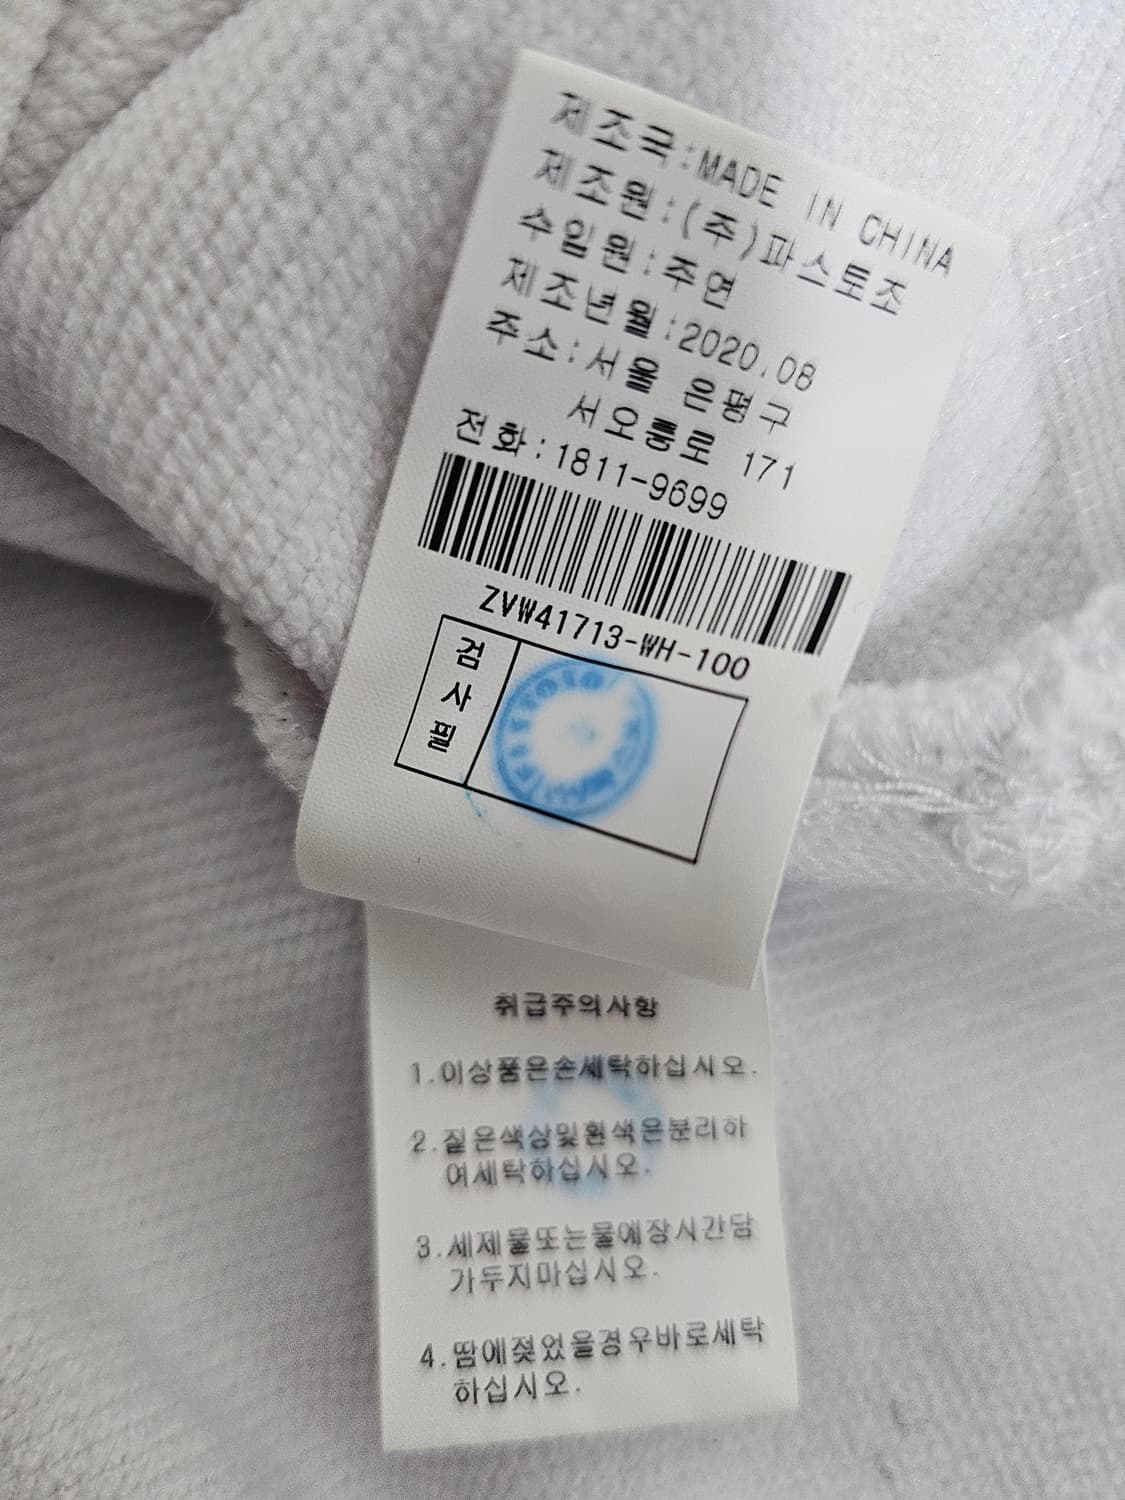 제조국:MADE IN CHINA
제조원:(주)파스토조
수입원:주연
제조년월:2020.08
주소:서울 은평구
서오릉로 171
전화:1811-9699
ZVW41713-WH-100
검
사
필
취급주의사항
1.이상품은손세탁하십시오.
2.짙은색상및흰색은분리하
여세탁하십시오.
3.세제물또는물에장시간담
가두지마십시오.
4.땀에젖었을경우바로세탁
하십시오.